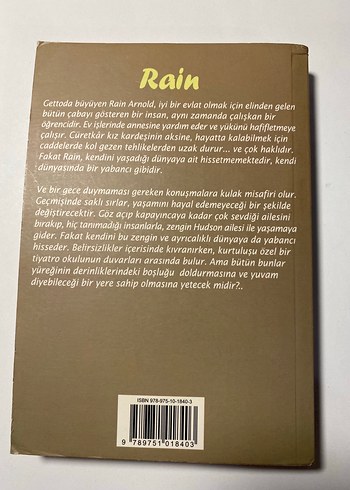 Rain
Gettoda büyüyen Rain Arnold, iyi bir evlat olmak için elinden gelen
bütün çabayı gösteren bir insan, aynı zamanda çalışkan bir
öğrencidir. Ev işlerinde annesine yardım eder ve yükünü hafifletmeye
çalışır. Cüretkâr kız kardeşinin aksine, hayatta kalabilmek için
caddelerde kol gezen tehlikelerden uzak durur... ve çok haklıdır.
Fakat Rain, kendini yaşadığı dünyaya ait hissetmemektedir, kendi
dünyasında bir yabancı gibidir.
Ve bir gece duymaması gereken konuşmalara kulak misafiri olur.
Geçmişinde saklı sırlar, yaşamını hayal edemeyeceği bir şekilde
değiştirecektir. Göz açıp kapayıncaya kadar çok sevdiği ailesini
bırakıp, hiç tanımadığı insanlarla, zengin Hudson ailesi ile yaşamaya
gider. Fakat kendini bu zengin ve ayrıcalıklı dünyada da yabancı
hisseder. Belirsizlikler içerisinde kıvranırken, kurtuluşu özel bir
tiyatro okulunun duvarları arasında bulur. Ama bütün bunlar
yüreğinin derinliklerindeki boşluğu doldurmasına ve yuvam
diyebileceği bir yere sahip olmasına yetecek midir?..
ISBN 978-975-10-1840-3
9 789751 018403